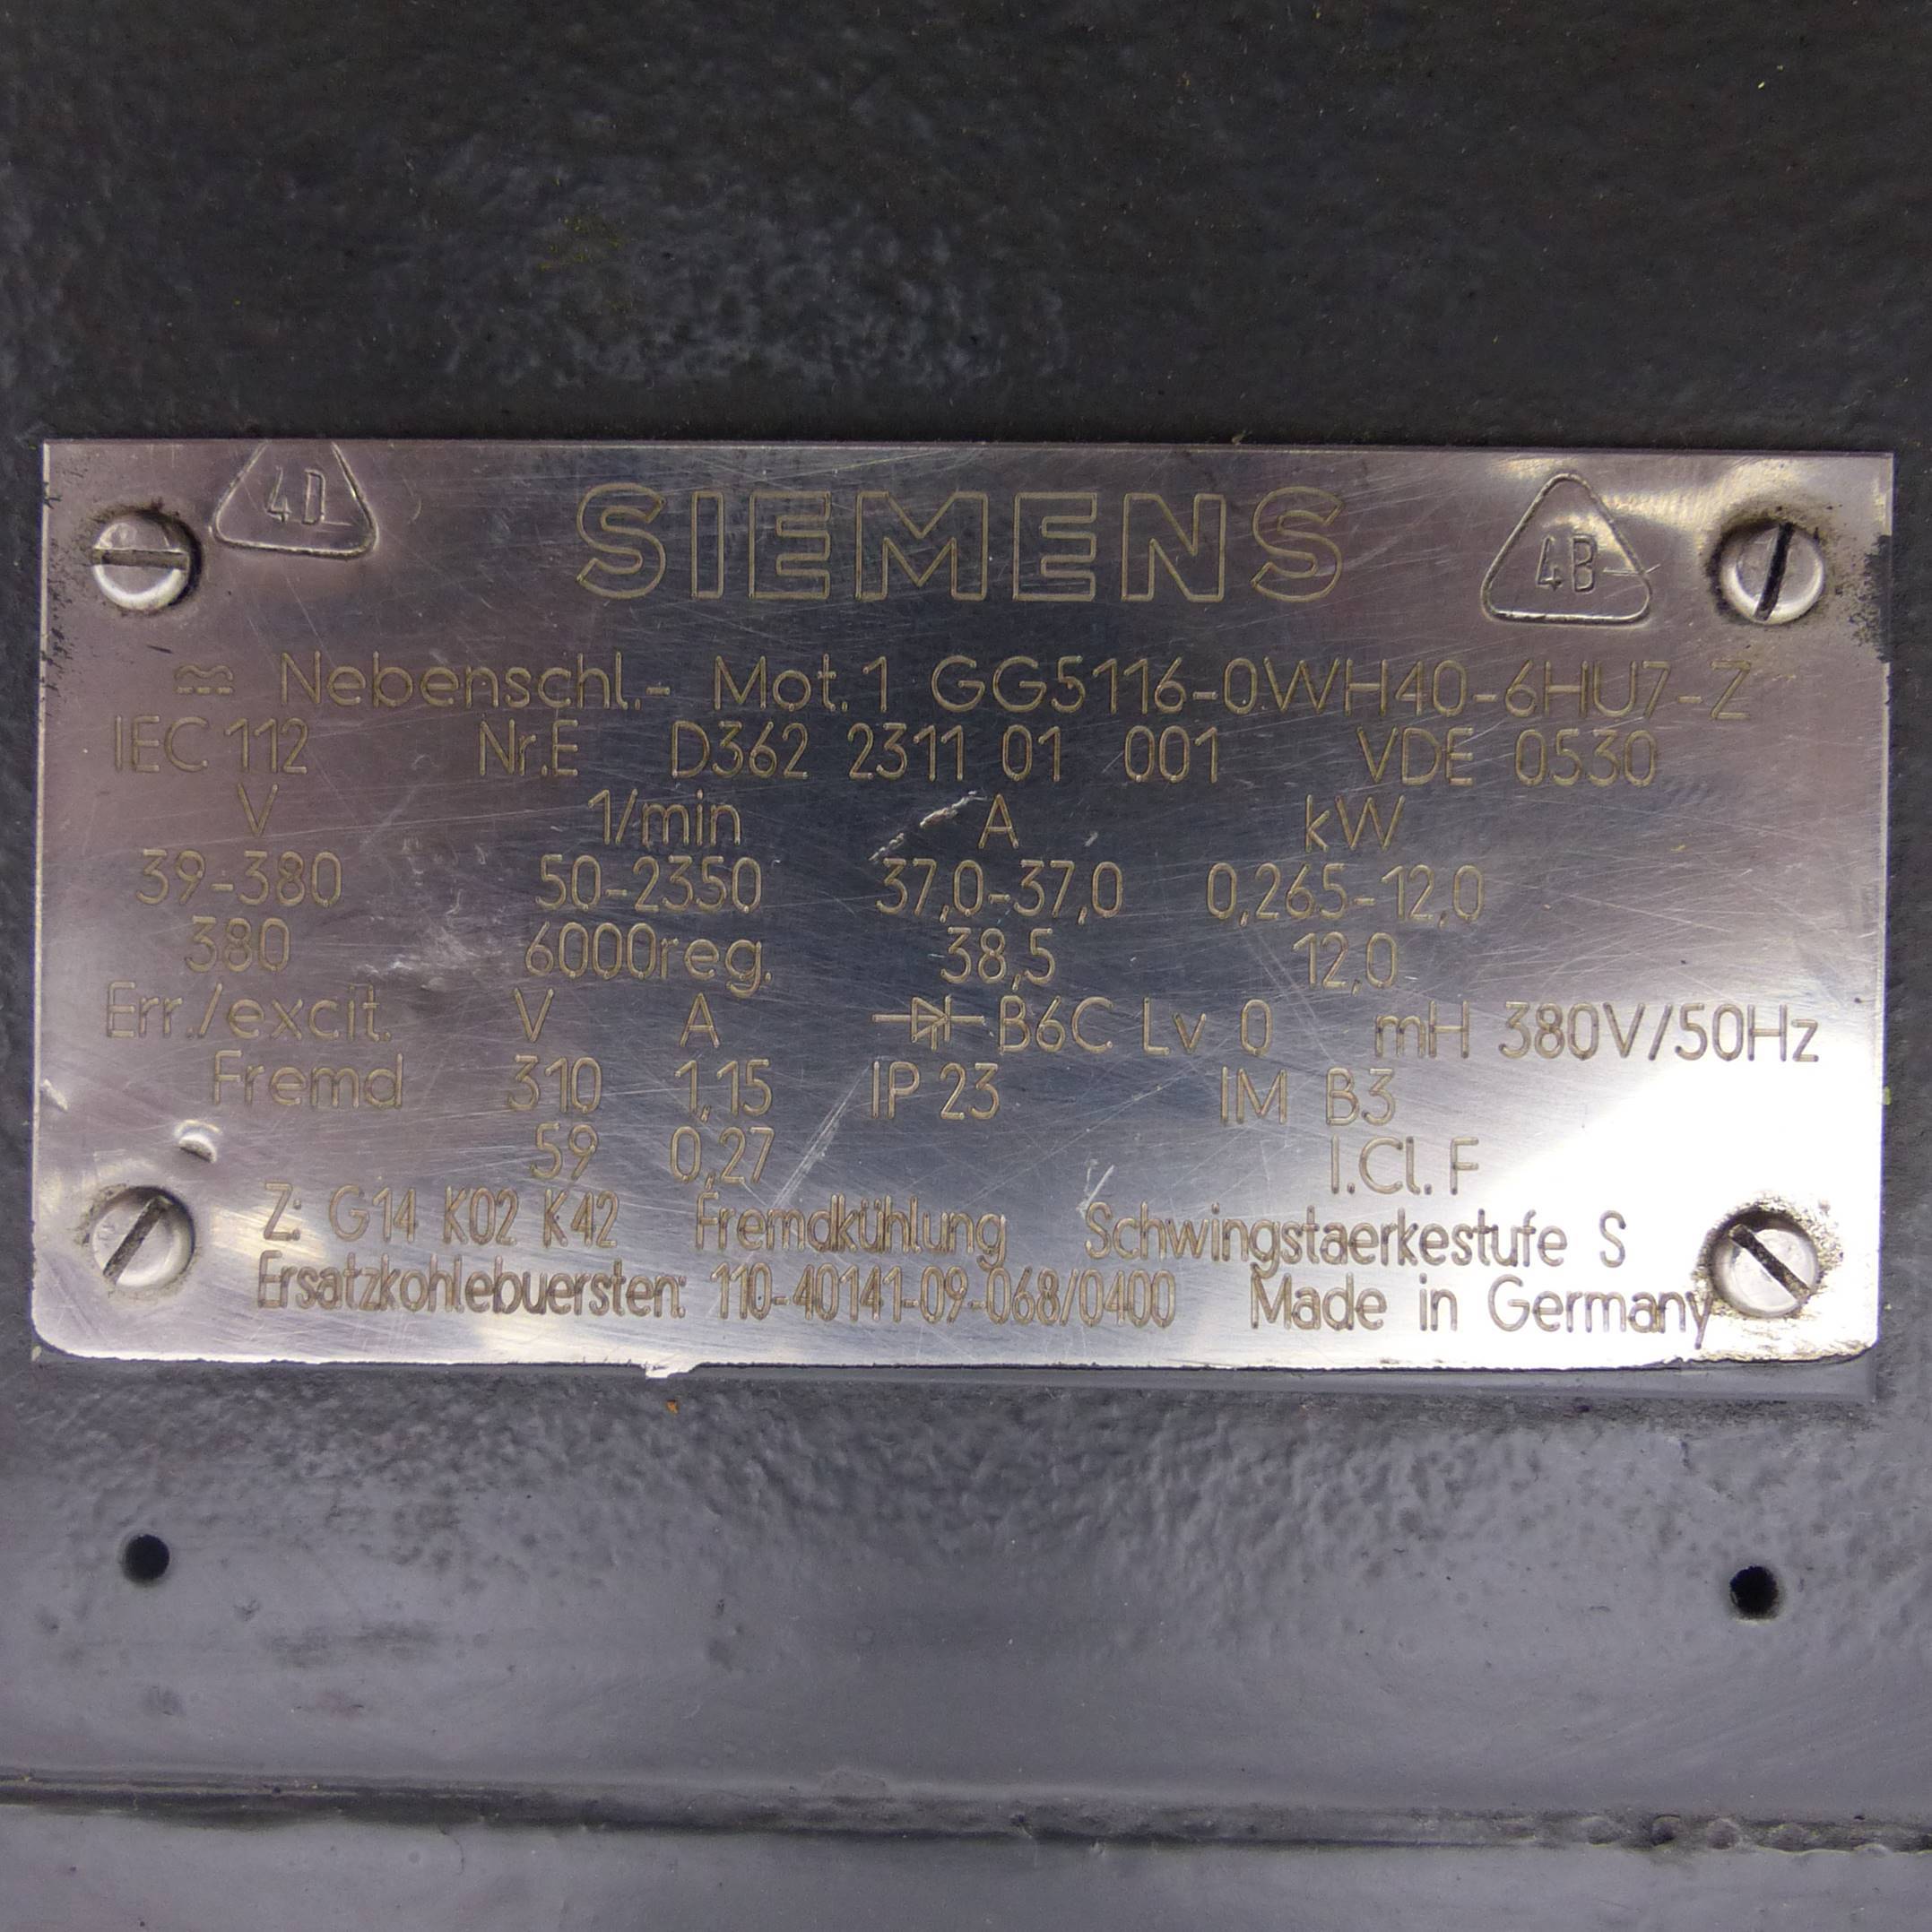 4D SIEMENS 4B
Nebenschl.- Mot. 1 GG5116-0WH40-6HU7-Z
IEC 112 Nr.E D362 2311 01 001 VDE 0530
V 1/min A kW
39-380 50-2350 37,0-37,0 0,265-12,0
380 6000reg. 38,5 12,0
Err./excit. V A B6C Lv 0 mH 380V/50Hz
Fremd 310 1,15 IP 23 IM B3
59 0,27 I.Cl.F
Z: G14 K02 K42 Fremdkühlung Schwingstaerkestufe S
Ersatzkohlebuersten: 110-40141-09-068/0400 Made in Germany